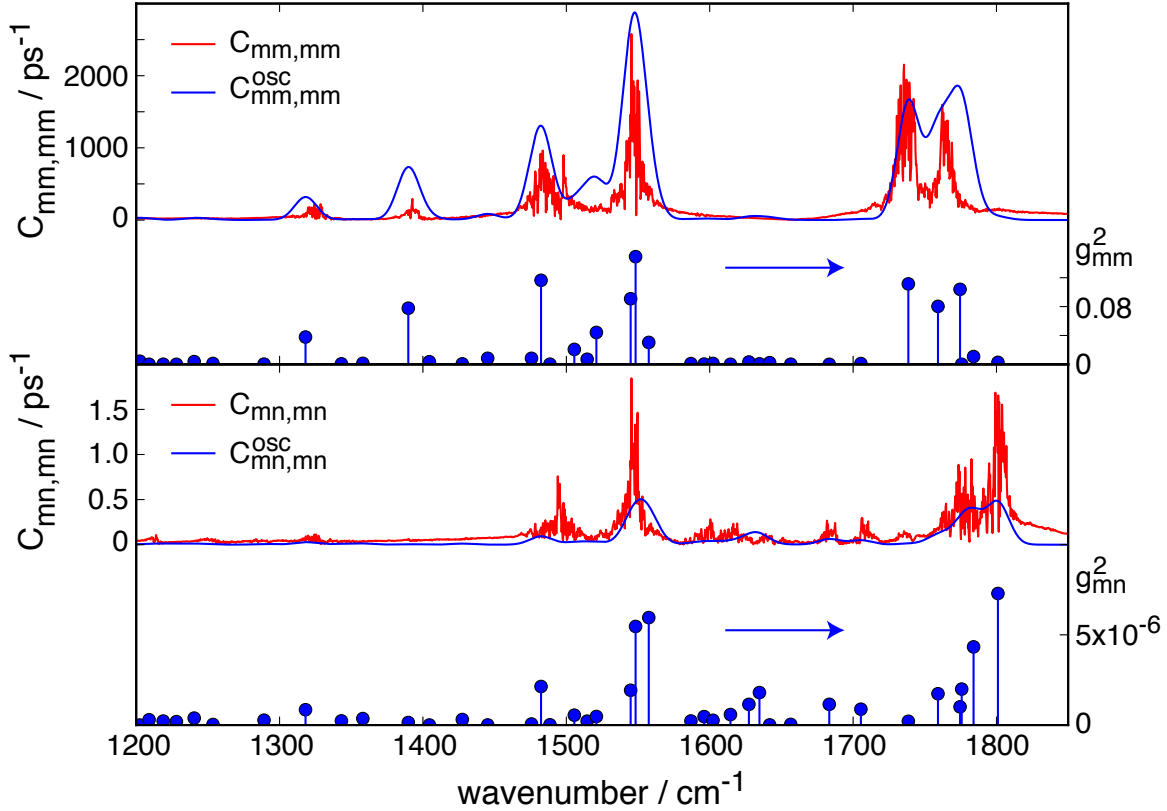 C_mm,mm / ps^-1
2000
1000
0
C_mm,mm
C^osc_mm,mm
g^2_mm
0.08
0
C_mn,mn / ps^-1
1.5
1.0
0.5
0
C_mn,mn
C^osc_mn,mn
g^2_mn
5x10^-6
0
1200 1300 1400 1500 1600 1700 1800
wavenumber / cm^-1